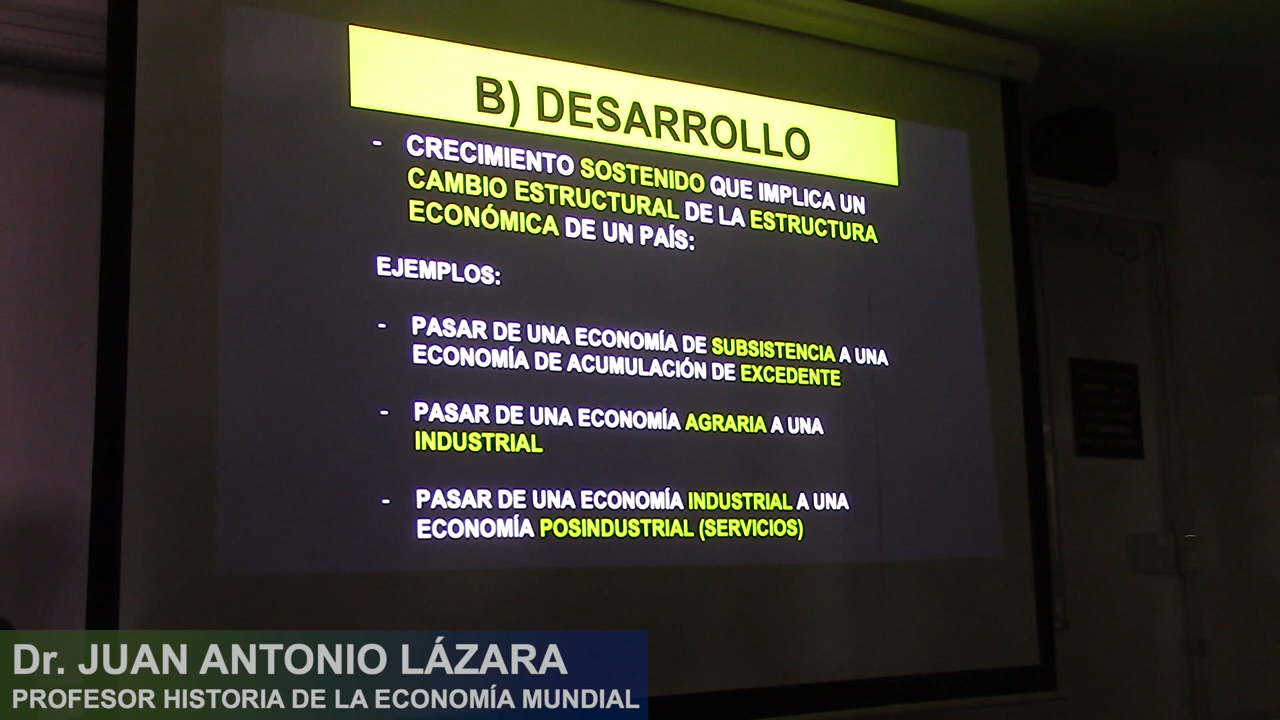 B) DESARROLLO
- CRECIMIENTO SOSTENIDO QUE IMPLICA UN
CAMBIO ESTRUCTURAL DE LA ESTRUCTURA
ECONÓMICA DE UN PAÍS:
EJEMPLOS:
- PASAR DE UNA ECONOMÍA DE SUBSISTENCIA A UNA
ECONOMÍA DE ACUMULACIÓN DE EXCEDENTE
- PASAR DE UNA ECONOMÍA AGRARIA A UNA
INDUSTRIAL
- PASAR DE UNA ECONOMÍA INDUSTRIAL A UNA
ECONOMÍA POSINDUSTRIAL (SERVICIOS)
Dr. JUAN ANTONIO LÁZARA
PROFESOR HISTORIA DE LA ECONOMÍA MUNDIAL